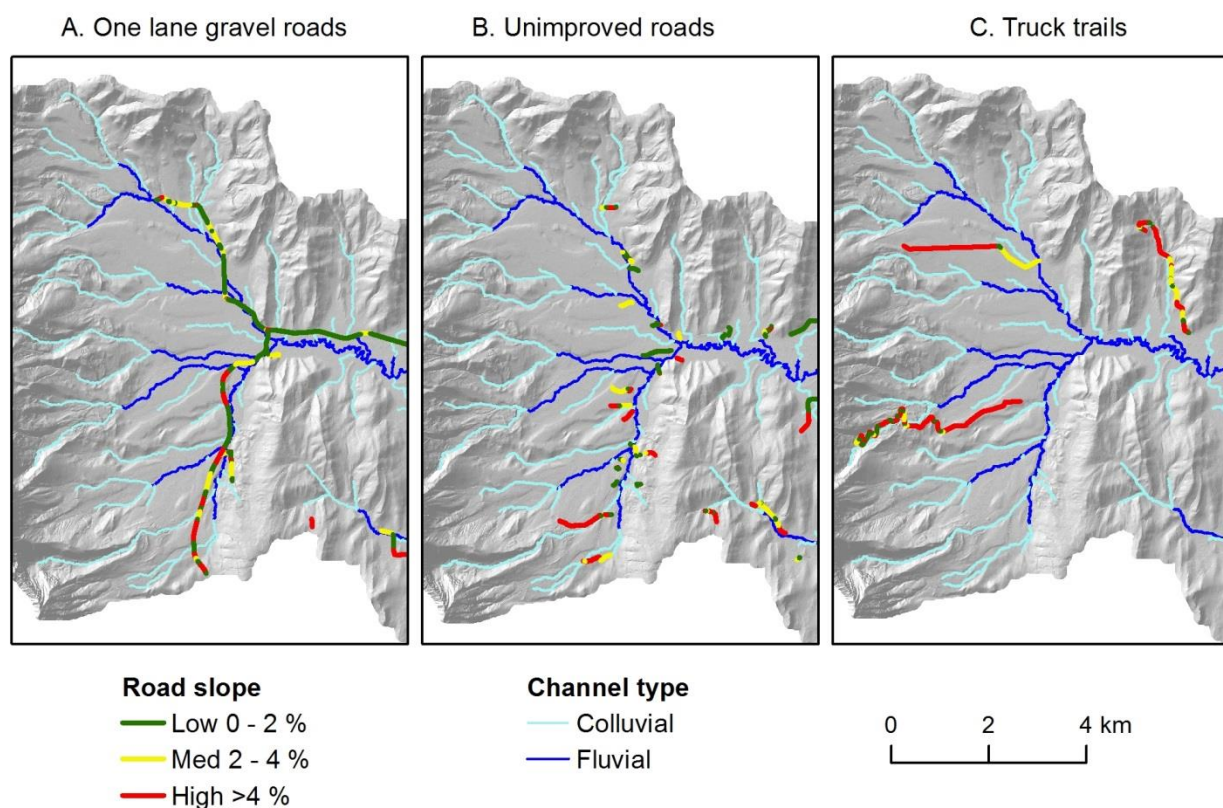 A. One lane gravel roads
B. Unimproved roads
C. Truck trails
Road slope
Low 0 - 2 %
Med 2 - 4 %
High >4 %
Channel type
Colluvial
Fluvial
0 2 4 km